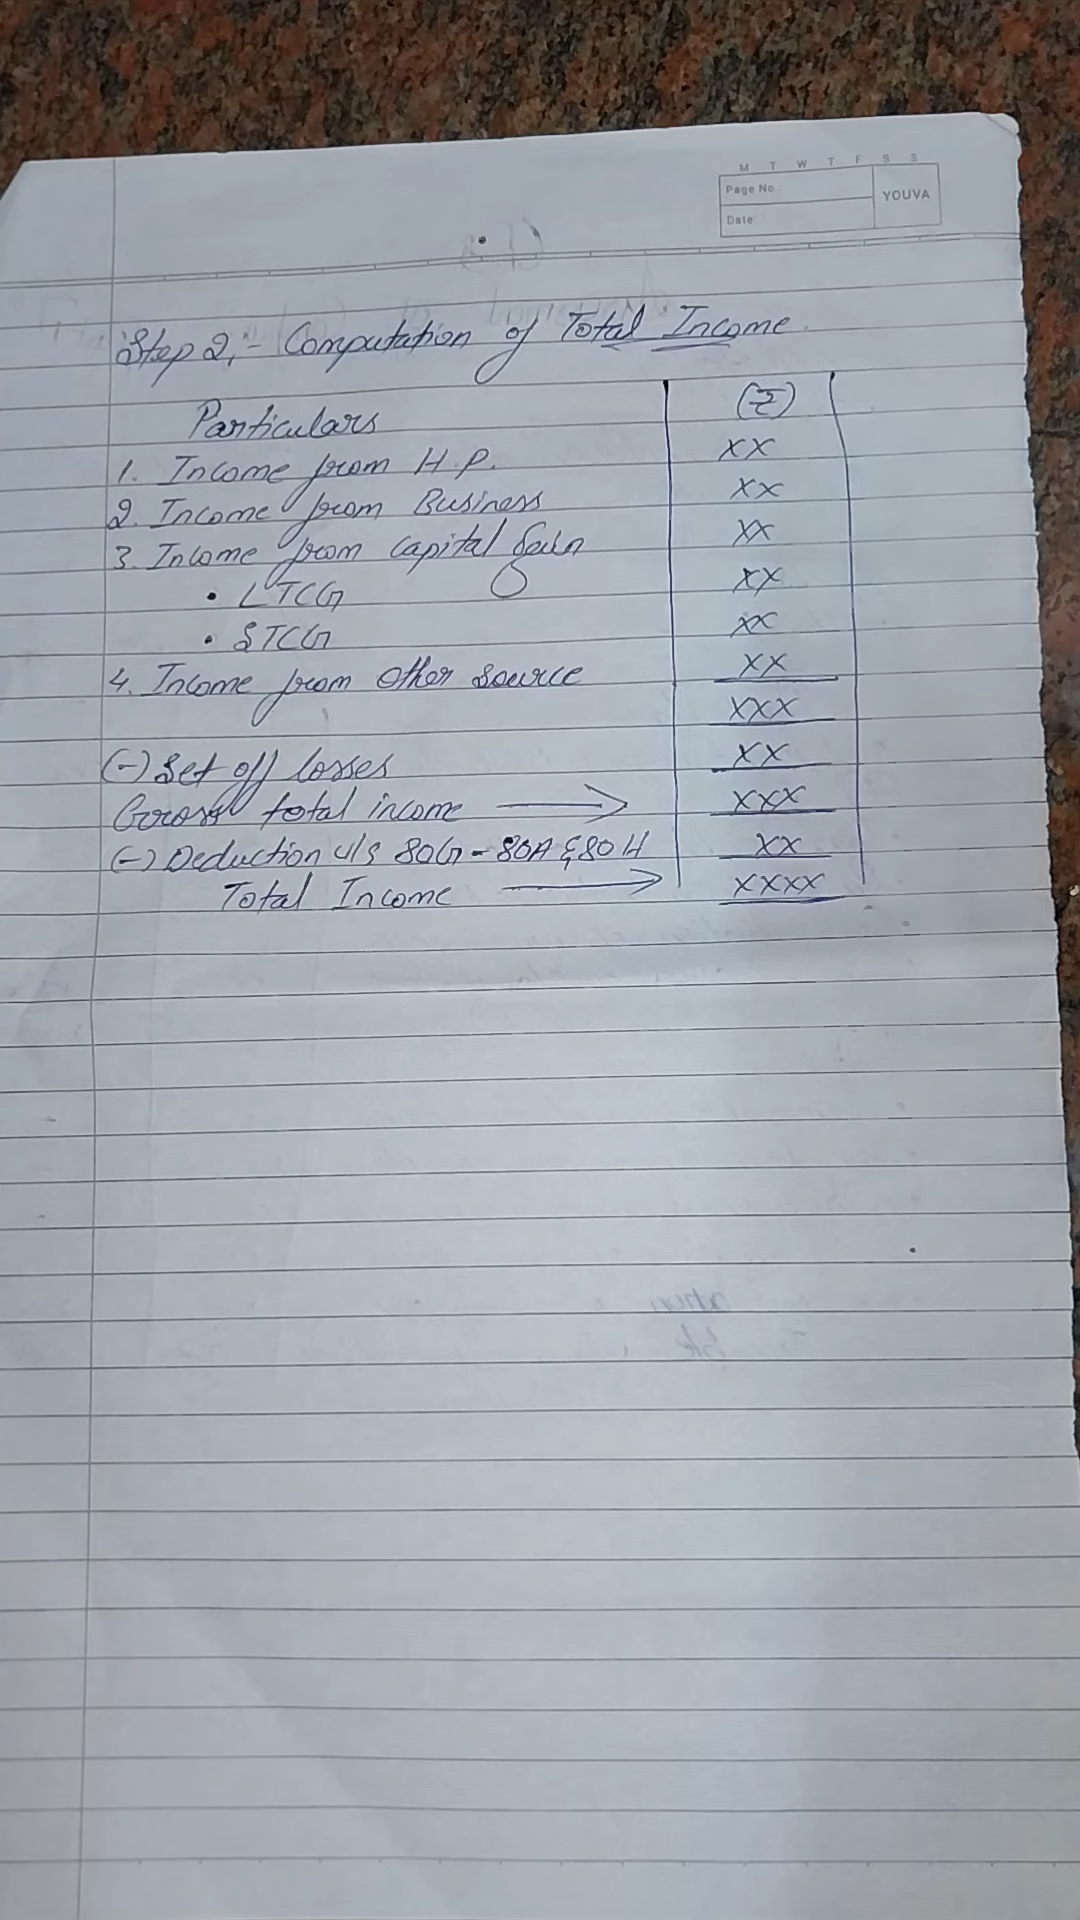 M T W T F S S
Page No.
YOUVA
Date:
Step 2,- Computation of Total Income.
Particulars (₹)
1. Income from H.P. xx
2. Income from Business xx
3. Income from Capital Gain xx
• LTCG xx
• STCG xx
4. Income from Other Source xx
xxx
(-) Set off losses xx
Gross total income → xxx
(-) Deduction u/s 80G - 80A & 80H xx
Total Income → xxxx